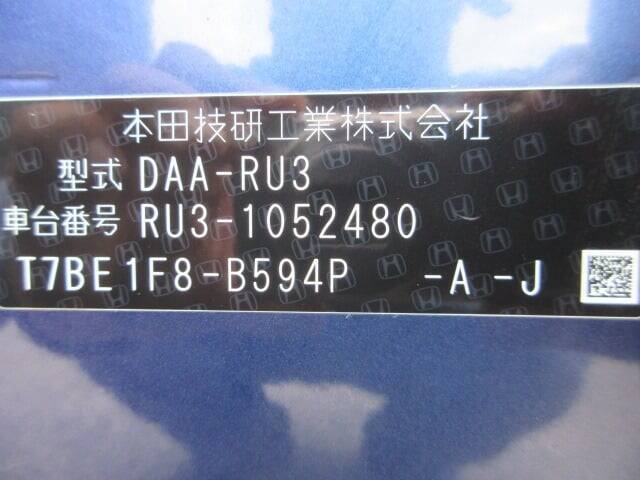 本田技研工業株式会社
型式 DAA-RU3
車台番号 RU3-1052480
T7BE1F8-B594P -A -J